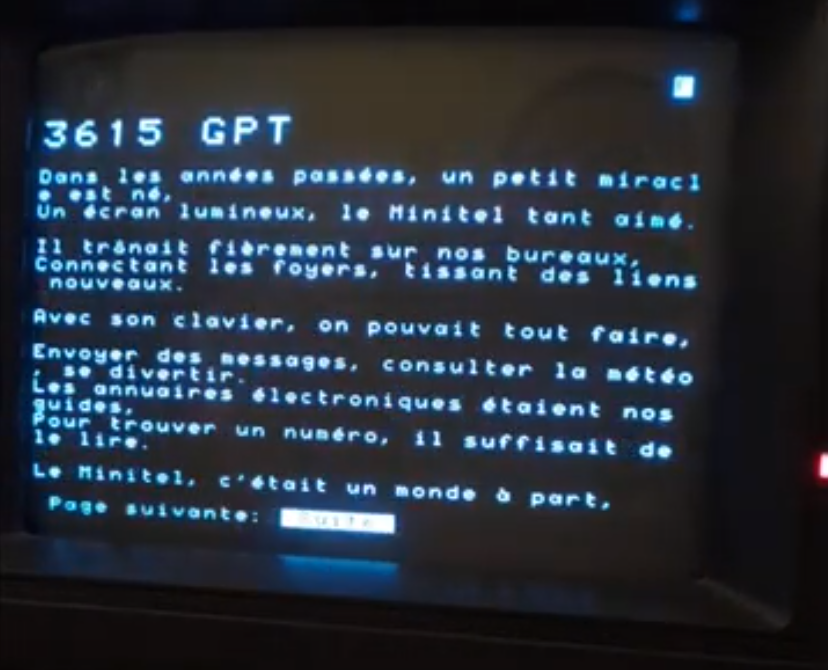 3615 GPT
Dans les années passées, un petit miracl
e est né,
Un écran lumineux, le Minitel tant aimé.
Il trônait fièrement sur nos bureaux,
Connectant les foyers, tissant des liens
nouveaux.
Avec son clavier, on pouvait tout faire,
Envoyer des messages, consulter la météo
, se divertir.
Les annuaires électroniques étaient nos
guides,
Pour trouver un numéro, il suffisait de
le lire.
Le Minitel, c'était un monde à part,
Page suivante: Suite